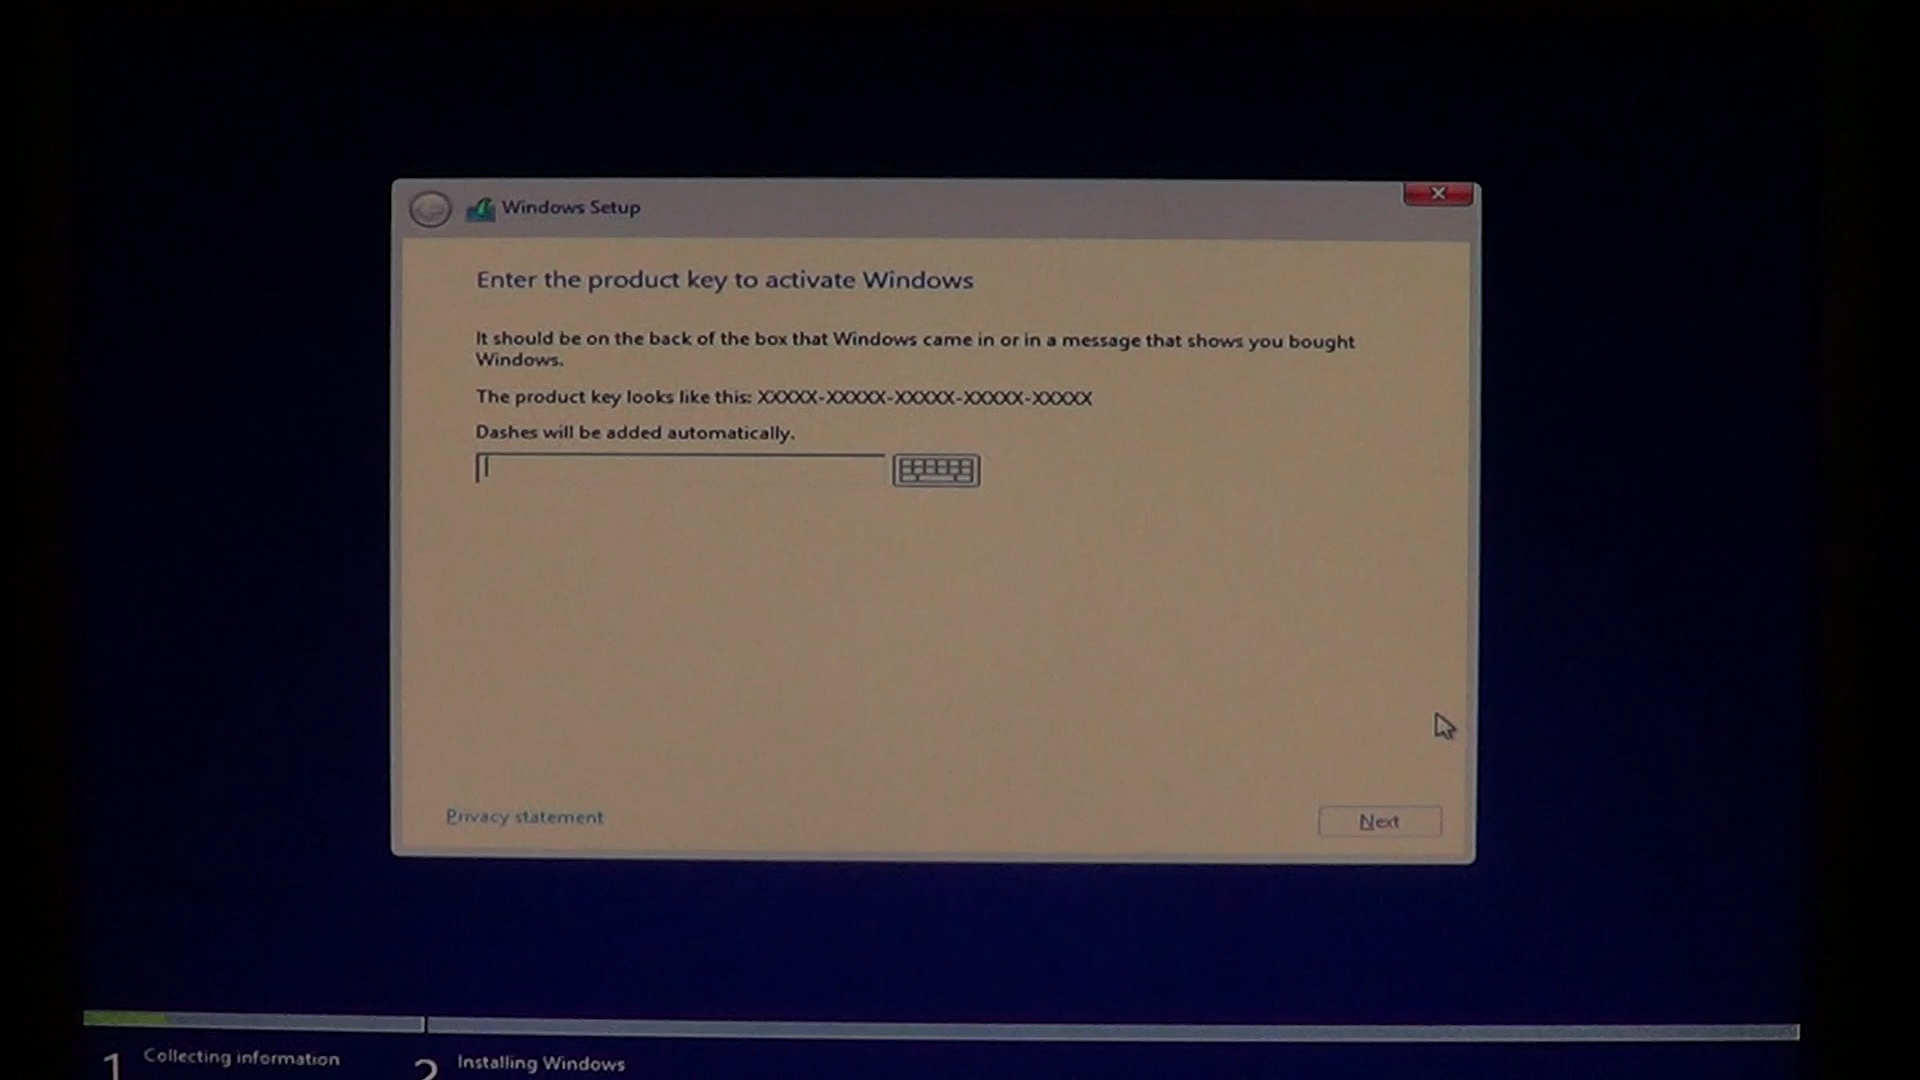 Windows Setup
Enter the product key to activate Windows
It should be on the back of the box that Windows came in or in a message that shows you bought
Windows.
The product key looks like this: XXXXX-XXXXX-XXXXX-XXXXX-XXXXX
Dashes will be added automatically.
Privacy statement
Next
1 Collecting information
2 Installing Windows